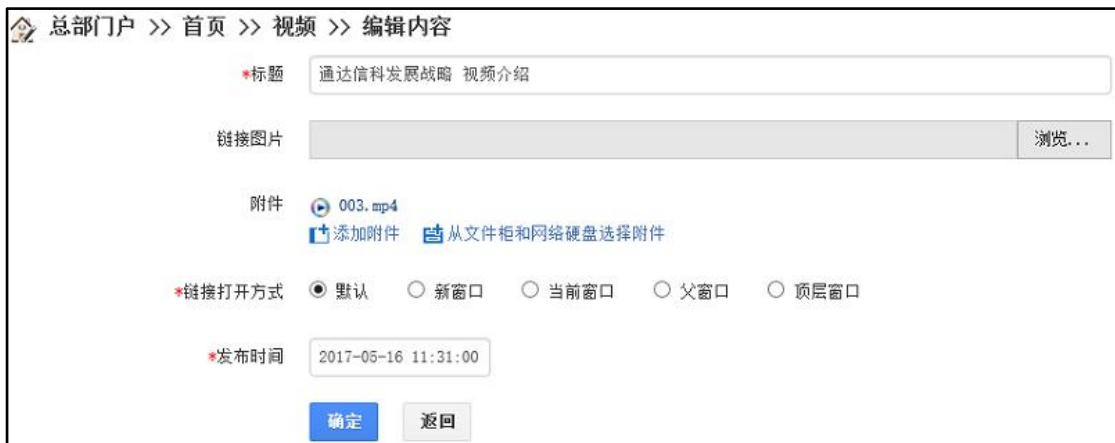 总部门户 >> 首页 >> 视频 >> 编辑内容
*标题 通达信科发展战略 视频介绍
链接图片 浏览...
附件 003.mp4
添加附件 从文件柜和网络硬盘选择附件
*链接打开方式 默认 新窗口 当前窗口 父窗口 顶层窗口
*发布时间 2017-05-16 11:31:00
确定 返回